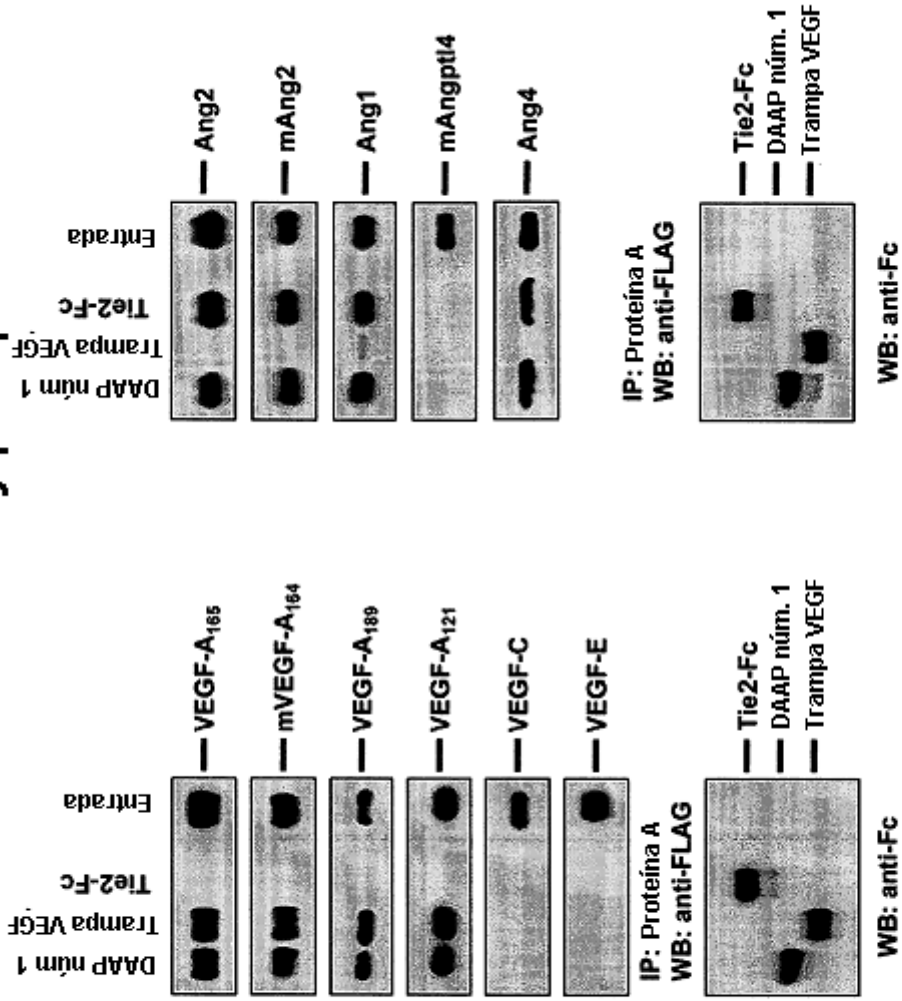 DAAP núm 1
Trampa VEGF
Tie2-Fc
Entrada
VEGF-A165
mVEGF-A164
VEGF-A189
VEGF-A121
VEGF-C
VEGF-E
IP: Proteína A
WB: anti-FLAG
Tie2-Fc
DAAP núm. 1
Trampa VEGF
WB: anti-Fc
DAAP núm 1
Trampa VEGF
Tie2-Fc
Entrada
Ang2
mAng2
Ang1
mAngptl4
Ang4
IP: Proteína A
WB: anti-FLAG
Tie2-Fc
DAAP núm. 1
Trampa VEGF
WB: anti-Fc